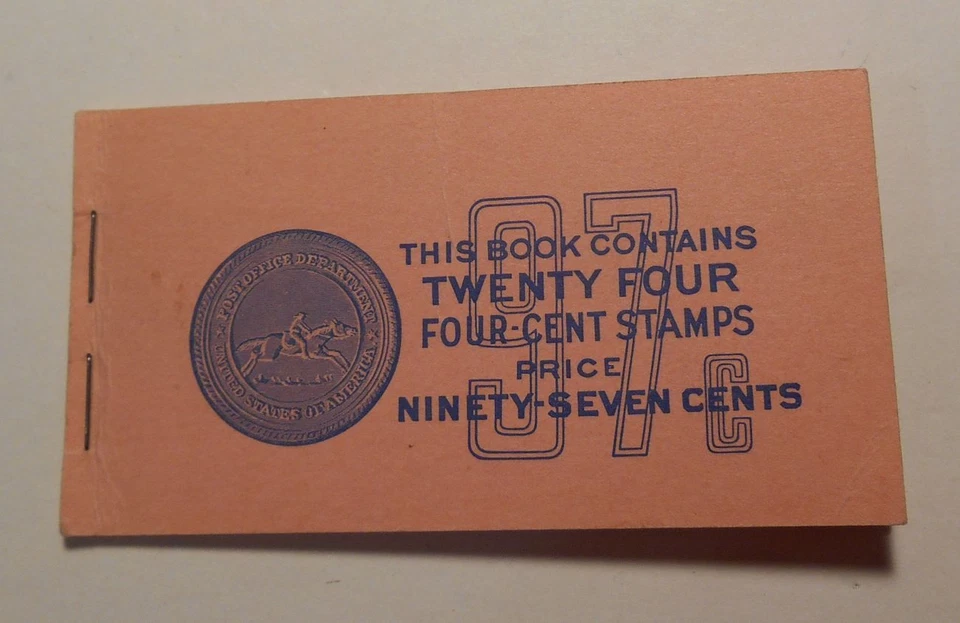 POST OFFICE DEPARTMENT
UNITED STATES OF AMERICA
97c
THIS BOOK CONTAINS
TWENTY FOUR
FOUR-CENT STAMPS
PRICE
NINETY-SEVEN CENTS